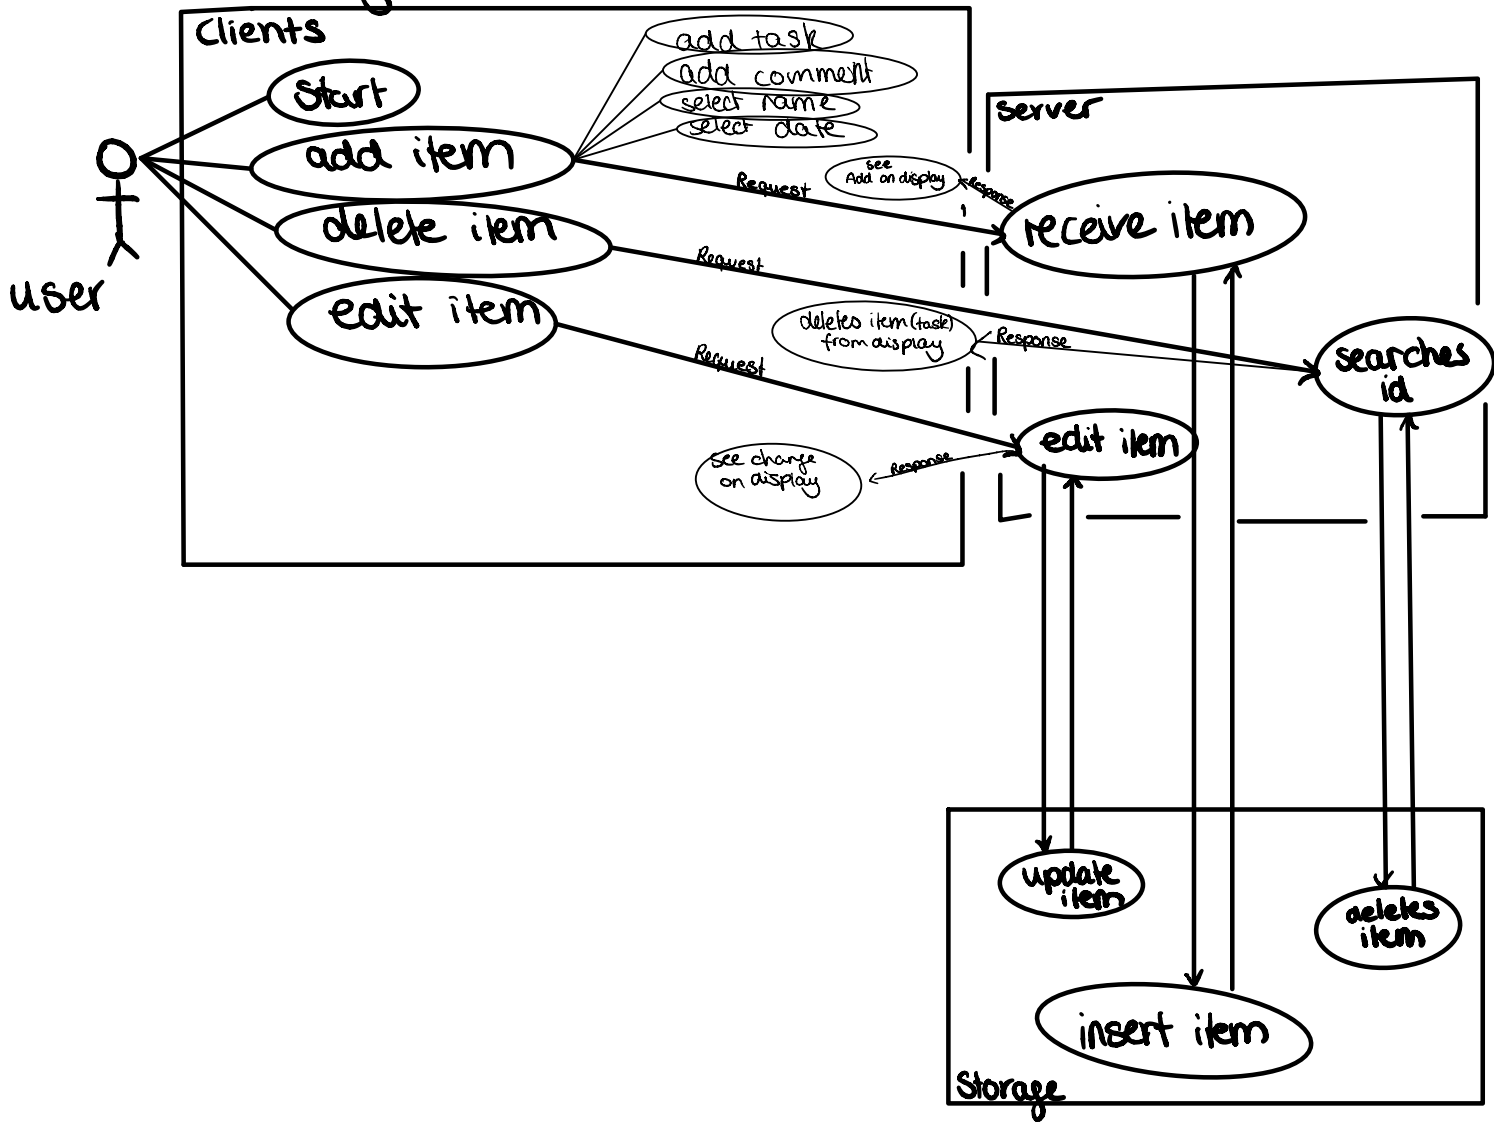 Clients
add task
add comment
select name
select date
start
add item
delete item
edit item
user
Request
see
Add on display
Response
server
receive item
Request
deletes item(task)
from display
Response
searches
id
Request
edit item
see change
on display
Response
update
item
deletes
item
insert item
Storage